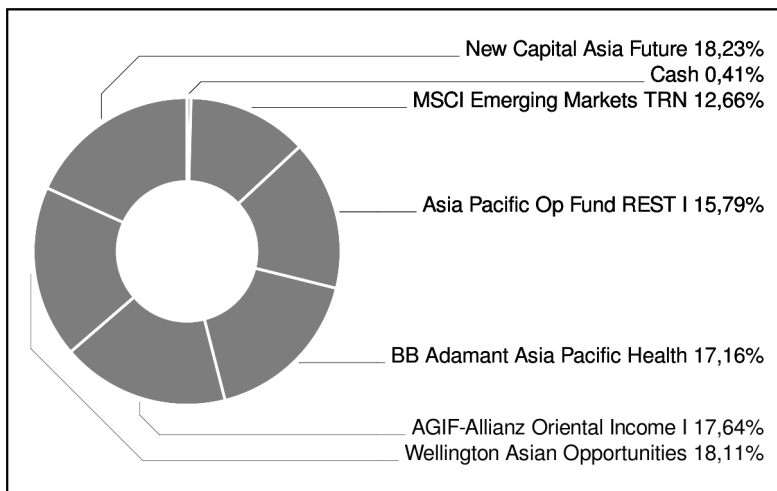 New Capital Asia Future 18,23%
Cash 0,41%
MSCI Emerging Markets TRN 12,66%
Asia Pacific Op Fund REST I 15,79%
BB Adamant Asia Pacific Health 17,16%
AGIF-Allianz Oriental Income I 17,64%
Wellington Asian Opportunities 18,11%